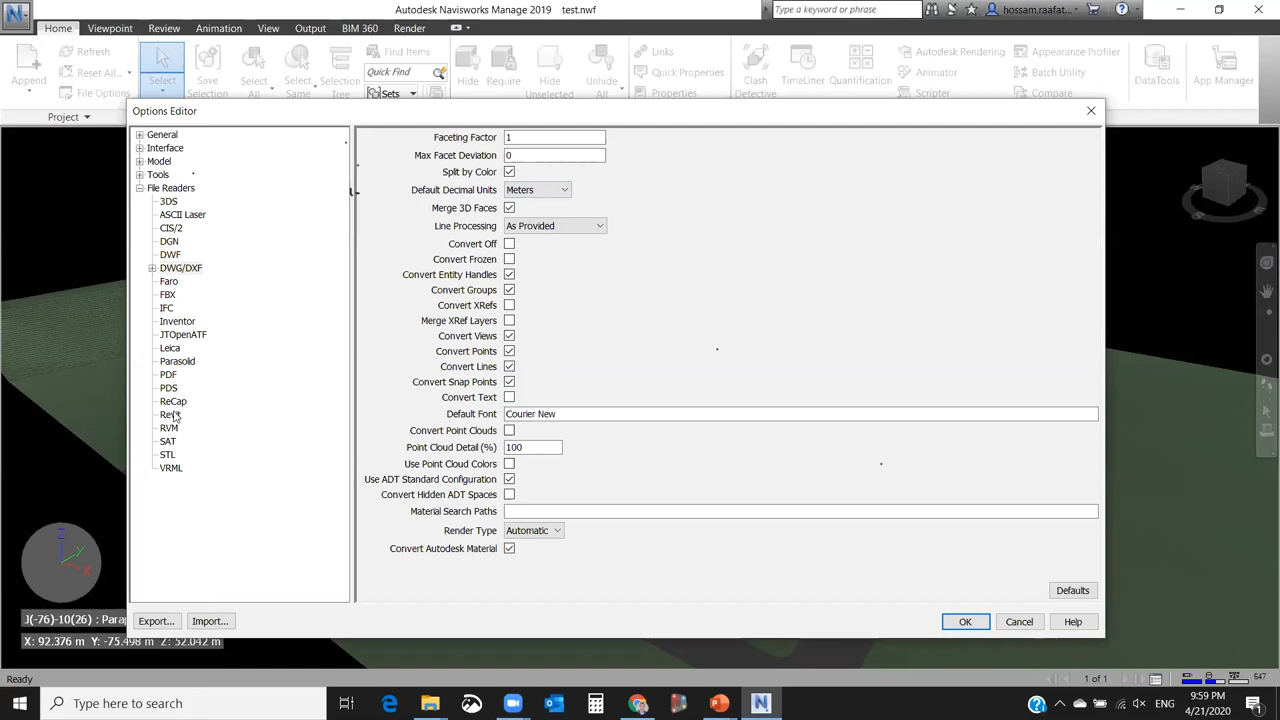 Autodesk Navisworks Manage 2019 test.nwf
Type a keyword or phrase
hossam.raafat...
Home Viewpoint Review Animation View Output BIM 360 Render
Append
Refresh
Reset All...
File Options
Project
Select
Save Selection
Select All
Select Same
Selection Tree
Find Items
Quick Find
Sets
Hide
Require
Hide Unselected
Unhide All
Links
Quick Properties
Properties
Clash Detective
TimeLiner
Quantification
Autodesk Rendering
Animator
Scripter
Appearance Profiler
Batch Utility
Compare
DataTools
App Manager
Options Editor
General
Interface
Model
Tools
File Readers
3DS
ASCII Laser
CIS/2
DGN
DWF
DWG/DXF
Faro
FBX
IFC
Inventor
JTOpenATF
Leica
Parasolid
PDF
PDS
ReCap
Revit
RVM
SAT
STL
VRML
Faceting Factor 1
Max Facet Deviation 0
Split by Color
Default Decimal Units Meters
Merge 3D Faces
Line Processing As Provided
Convert Off
Convert Frozen
Convert Entity Handles
Convert Groups
Convert XRefs
Merge XRef Layers
Convert Views
Convert Points
Convert Lines
Convert Snap Points
Convert Text
Default Font Courier New
Convert Point Clouds
Point Cloud Detail (%) 100
Use Point Cloud Colors
Use ADT Standard Configuration
Convert Hidden ADT Spaces
Material Search Paths
Render Type Automatic
Convert Autodesk Material
Defaults
Export... Import... OK Cancel Help
Z
Y
X
J(-76)-10(26) : Parap
X: 92.376 m Y: -75.498 m Z: 52.042 m
Ready
1 of 1
647
Type here to search
ENG
9:59 PM
4/21/2020
1